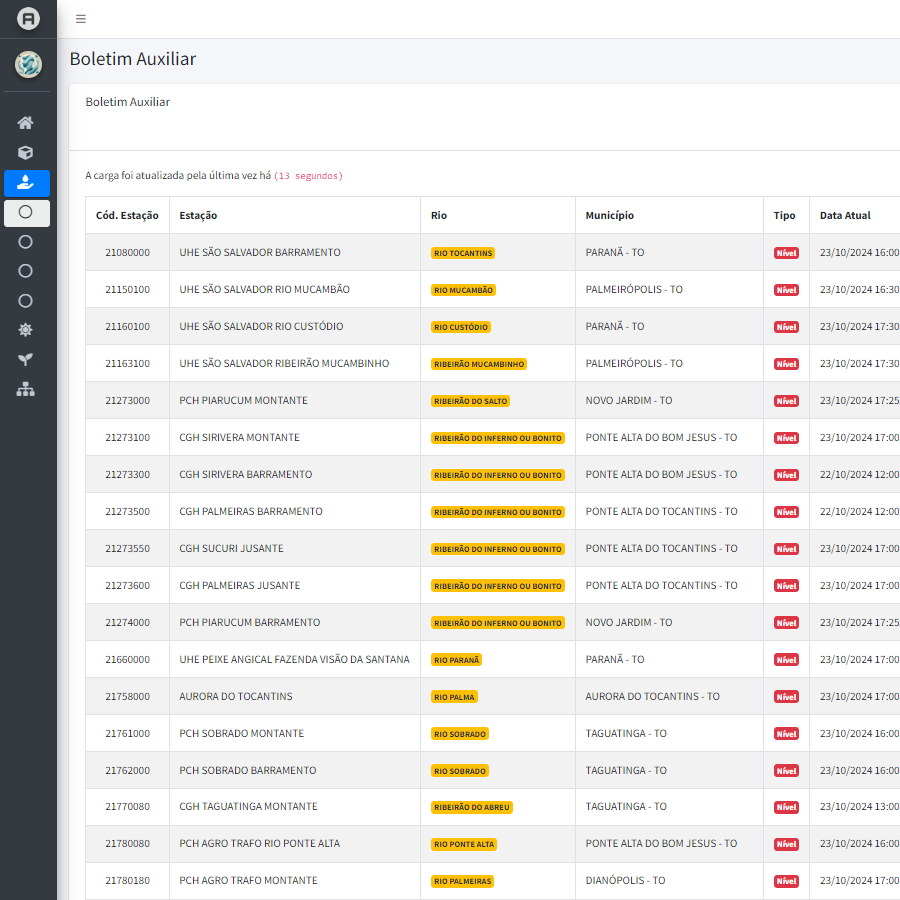 Boletim Auxiliar
Boletim Auxiliar
A carga foi atualizada pela última vez há (13 segundos)
Cód. Estação Estação Rio Município Tipo Data Atual
21080000 UHE SÃO SALVADOR BARRAMENTO RIO TOCANTINS PARANÃ - TO Nível 23/10/2024 16:00
21150100 UHE SÃO SALVADOR RIO MUCAMBÃO RIO MUCAMBÃO PALMEIRÓPOLIS - TO Nível 23/10/2024 16:30
21160100 UHE SÃO SALVADOR RIO CUSTÓDIO RIO CUSTÓDIO PARANÃ - TO Nível 23/10/2024 17:30
21163100 UHE SÃO SALVADOR RIBEIRÃO MUCAMBINHO RIBEIRÃO MUCAMBINHO PALMEIRÓPOLIS - TO Nível 23/10/2024 17:30
21273000 PCH PIARUCUM MONTANTE RIBEIRÃO DO SALTO NOVO JARDIM - TO Nível 23/10/2024 17:25
21273100 CGH SIRIVERA MONTANTE RIBEIRÃO DO INFERNO OU BONITO PONTE ALTA DO BOM JESUS - TO Nível 23/10/2024 17:00
21273300 CGH SIRIVERA BARRAMENTO RIBEIRÃO DO INFERNO OU BONITO PONTE ALTA DO BOM JESUS - TO Nível 22/10/2024 12:00
21273500 CGH PALMEIRAS BARRAMENTO RIBEIRÃO DO INFERNO OU BONITO PONTE ALTA DO TOCANTINS - TO Nível 22/10/2024 12:00
21273550 CGH SUCURI JUSANTE RIBEIRÃO DO INFERNO OU BONITO PONTE ALTA DO TOCANTINS - TO Nível 23/10/2024 17:00
21273600 CGH PALMEIRAS JUSANTE RIBEIRÃO DO INFERNO OU BONITO PONTE ALTA DO TOCANTINS - TO Nível 23/10/2024 17:00
21274000 PCH PIARUCUM BARRAMENTO RIBEIRÃO DO INFERNO OU BONITO NOVO JARDIM - TO Nível 23/10/2024 17:25
21660000 UHE PEIXE ANGICAL FAZENDA VISÃO DA SANTANA RIO PARANÃ PARANÃ - TO Nível 23/10/2024 17:00
21758000 AURORA DO TOCANTINS RIO PALMA AURORA DO TOCANTINS - TO Nível 23/10/2024 17:00
21761000 PCH SOBRADO MONTANTE RIO SOBRADO TAGUATINGA - TO Nível 23/10/2024 16:00
21762000 PCH SOBRADO BARRAMENTO RIO SOBRADO TAGUATINGA - TO Nível 23/10/2024 16:00
21770080 CGH TAGUATINGA MONTANTE RIBEIRÃO DO ABREU TAGUATINGA - TO Nível 23/10/2024 13:00
21780080 PCH AGRO TRAFO RIO PONTE ALTA RIO PONTE ALTA PONTE ALTA DO BOM JESUS - TO Nível 23/10/2024 16:00
21780180 PCH AGRO TRAFO MONTANTE RIO PALMEIRAS DIANÓPOLIS - TO Nível 23/10/2024 17:00